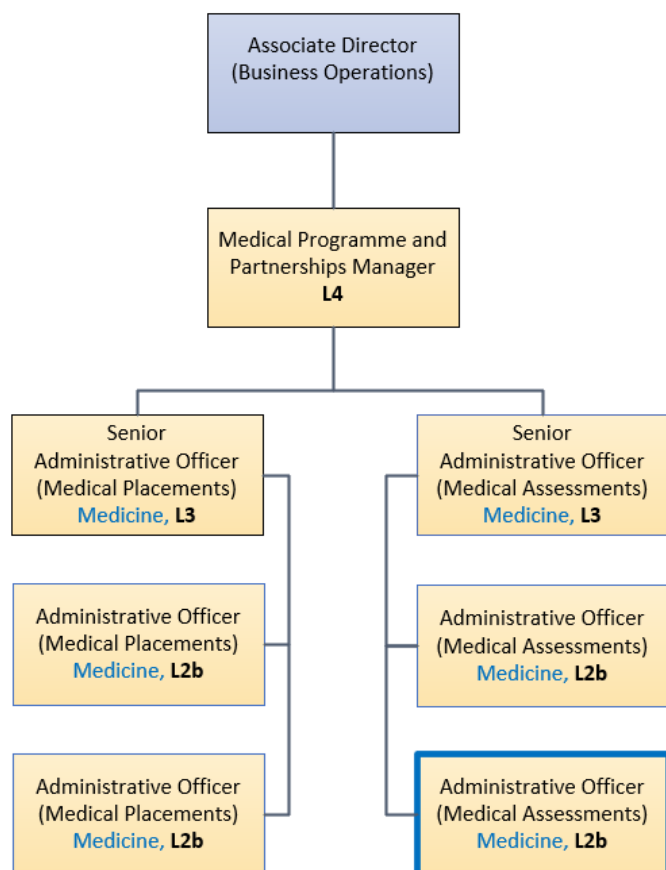 Associate Director
(Business Operations)
Medical Programme and
Partnerships Manager
L4
Senior
Administrative Officer
(Medical Placements)
Medicine, L3
Senior
Administrative Officer
(Medical Assessments)
Medicine, L3
Administrative Officer
(Medical Placements)
Medicine, L2b
Administrative Officer
(Medical Assessments)
Medicine, L2b
Administrative Officer
(Medical Placements)
Medicine, L2b
Administrative Officer
(Medical Assessments)
Medicine, L2b